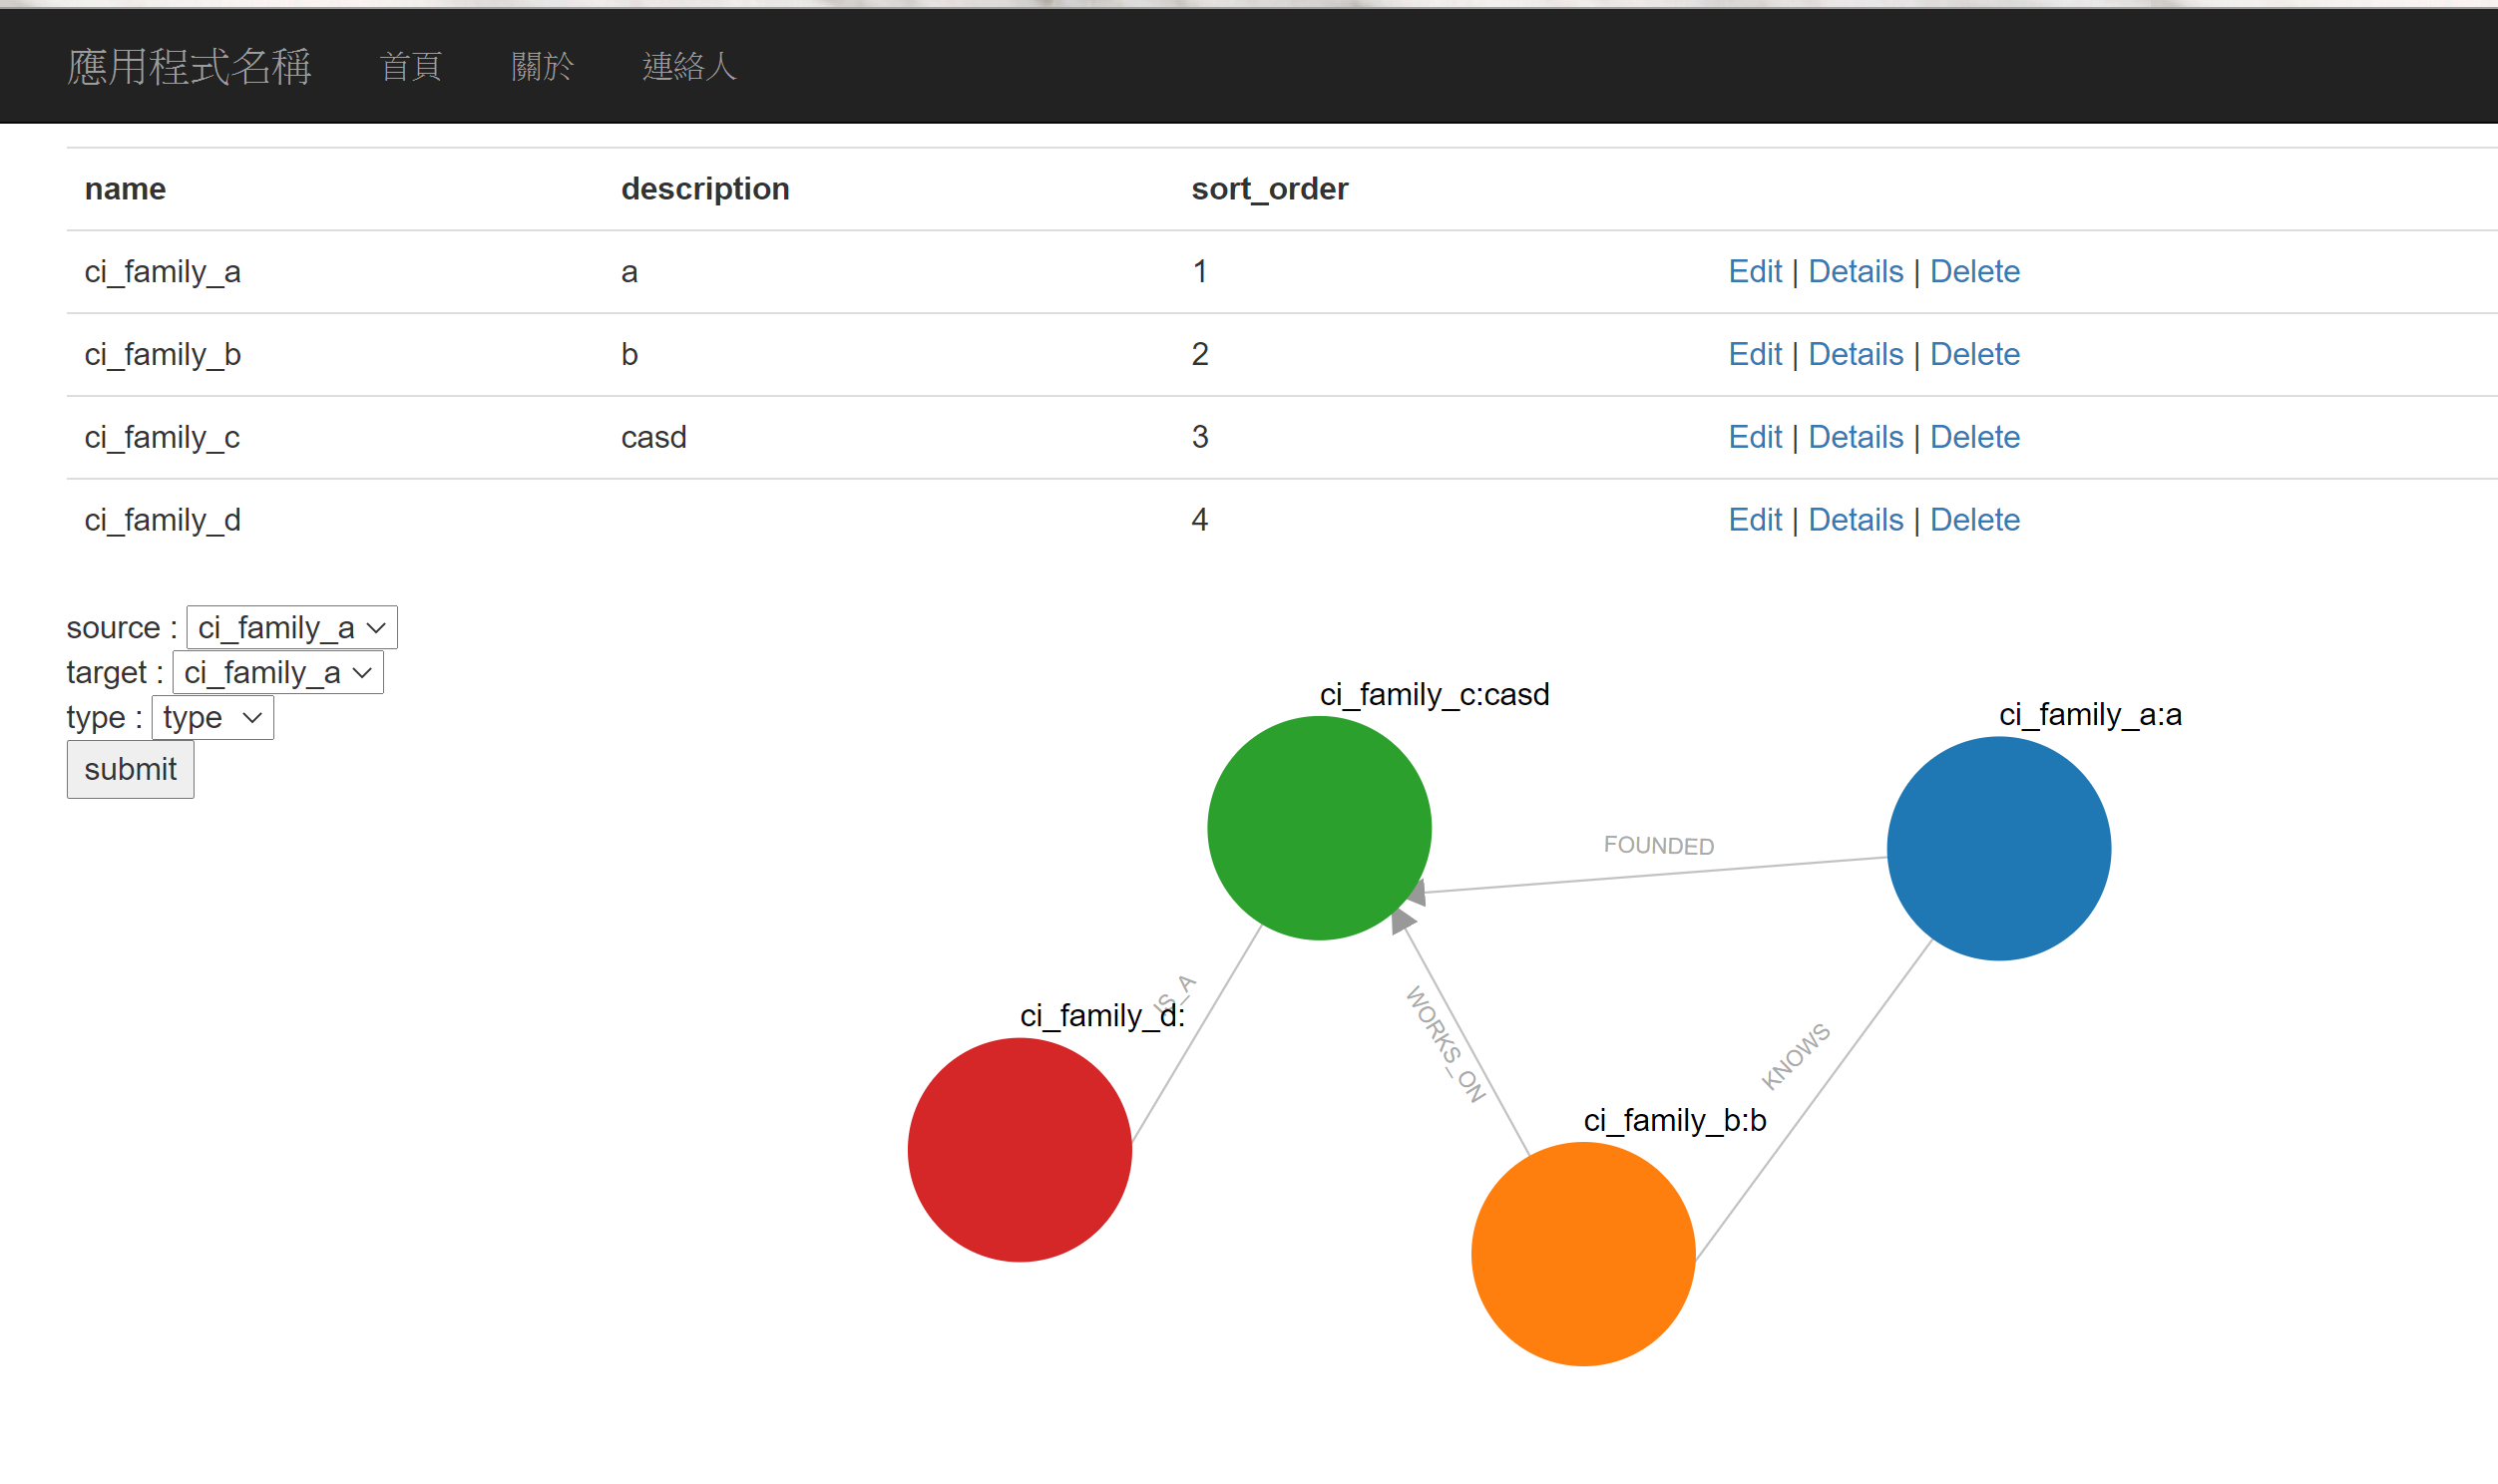 應用程式名稱 首頁 關於 連絡人
name description sort_order
ci_family_a a 1 Edit | Details | Delete
ci_family_b b 2 Edit | Details | Delete
ci_family_c casd 3 Edit | Details | Delete
ci_family_d 4 Edit | Details | Delete
source : ci_family_a
target : ci_family_a
type : type
submit
ci_family_c:casd
ci_family_a:a
FOUNDED
IS_A
ci_family_d:
WORKS_ON
KNOWS
ci_family_b:b